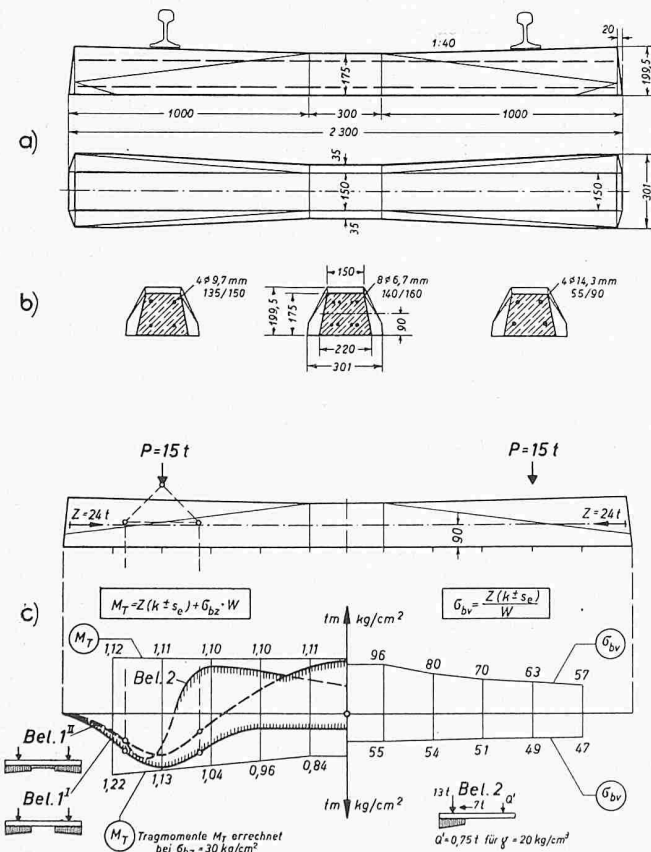 1:40
20
175
199,5
1000
300
1000
2 300
a)
35
150
150
301
35
b)
4 ϕ 9,7 mm
135/150
150
8 ϕ 6,7 mm
140/160
4 ϕ 14,3 mm
55/90
199,5
175
90
220
301
P=15 t
P=15 t
Z=24 t
Z=24 t
90
c)
M_T = Z(k ± s_e) + σ_bz · W
σ_bv = Z(k ± s_e) / W
M_T
tm
kg/cm²
1,12
1,11
1,10
1,10
1,11
96
80
70
63
57
σ_bv
Bel. 2
Bel. 1ᴵᴵ
Bel. 1ᴵ
1,22
1,13
1,04
0,96
0,84
55
54
51
49
47
σ_bv
M_T
tm
kg/cm²
13 t
Bel. 2
7t
Q'
Tragmomente M_T errechnet
bei σ_bz = 30 kg/cm²
Q' = 0,75 t für γ = 20 kg/cm³